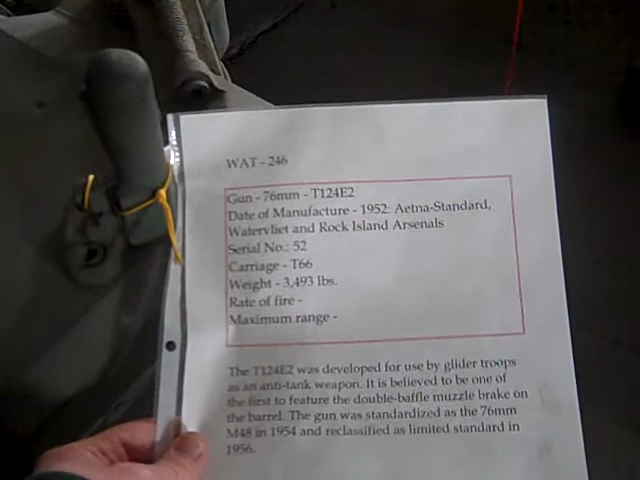 WAT - 246
Gun - 76mm - T124E2
Date of Manufacture - 1952: Aetna-Standard,
Watervliet and Rock Island Arsenals
Serial No.: 52
Carriage - T66
Weight - 3,493 lbs.
Rate of fire -
Maximum range -
The T124E2 was developed for use by glider troops
as an anti-tank weapon. It is believed to be one of
the first to feature the double-baffle muzzle brake on
the barrel. The gun was standardized as the 76mm
M48 in 1954 and reclassified as limited standard in
1956.